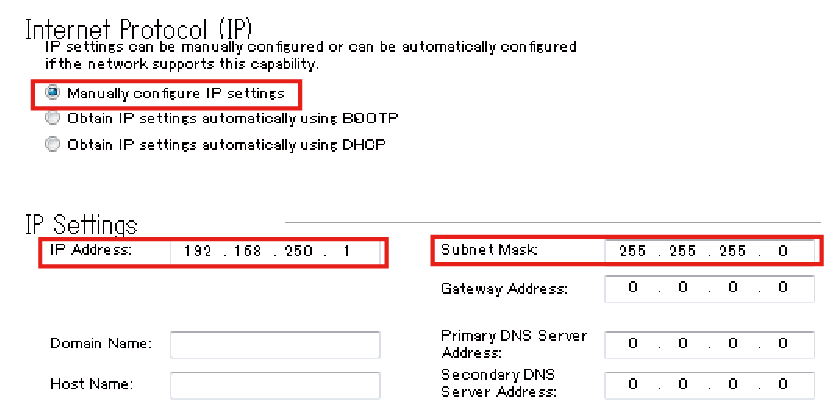 Internet Protocol (IP)
IP settings can be manually configured or can be automatically configured
if the network supports this capability.
Manually configure IP settings
Obtain IP settings automatically using BOOTP
Obtain IP settings automatically using DHCP
IP Settings
IP Address: 192 . 168 . 250 . 1
Subnet Mask: 255 . 255 . 255 . 0
Gateway Address: 0 . 0 . 0 . 0
Domain Name:
Primary DNS Server
Address: 0 . 0 . 0 . 0
Host Name:
Secondary DNS
Server Address: 0 . 0 . 0 . 0